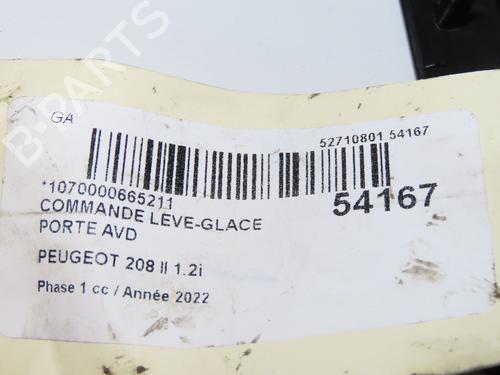 GA
52710801 54167
*1070000665211
54167
COMMANDE LEVE-GLACE
PORTE AVD
PEUGEOT 208 II 1.2i
Phase 1 cc / Année 2022
B-PARTS